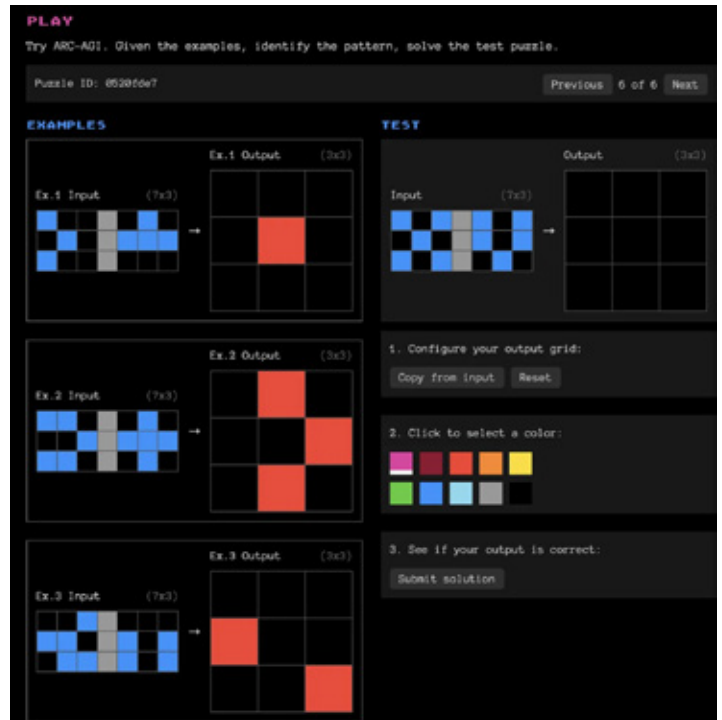 PLAY
Try ARC-AGI. Given the examples, identify the pattern, solve the test puzzle.
Puzzle ID: 0520fde7
Previous 6 of 6 Next
EXAMPLES
Ex.1 Input (7x3)
Ex.1 Output (3x3)
→
Ex.2 Input (7x3)
Ex.2 Output (3x3)
→
Ex.3 Input (7x3)
Ex.3 Output (3x3)
→
TEST
Input (7x3)
Output (3x3)
→
1. Configure your output grid:
Copy from input Reset
2. Click to select a color:
3. See if your output is correct:
Submit solution